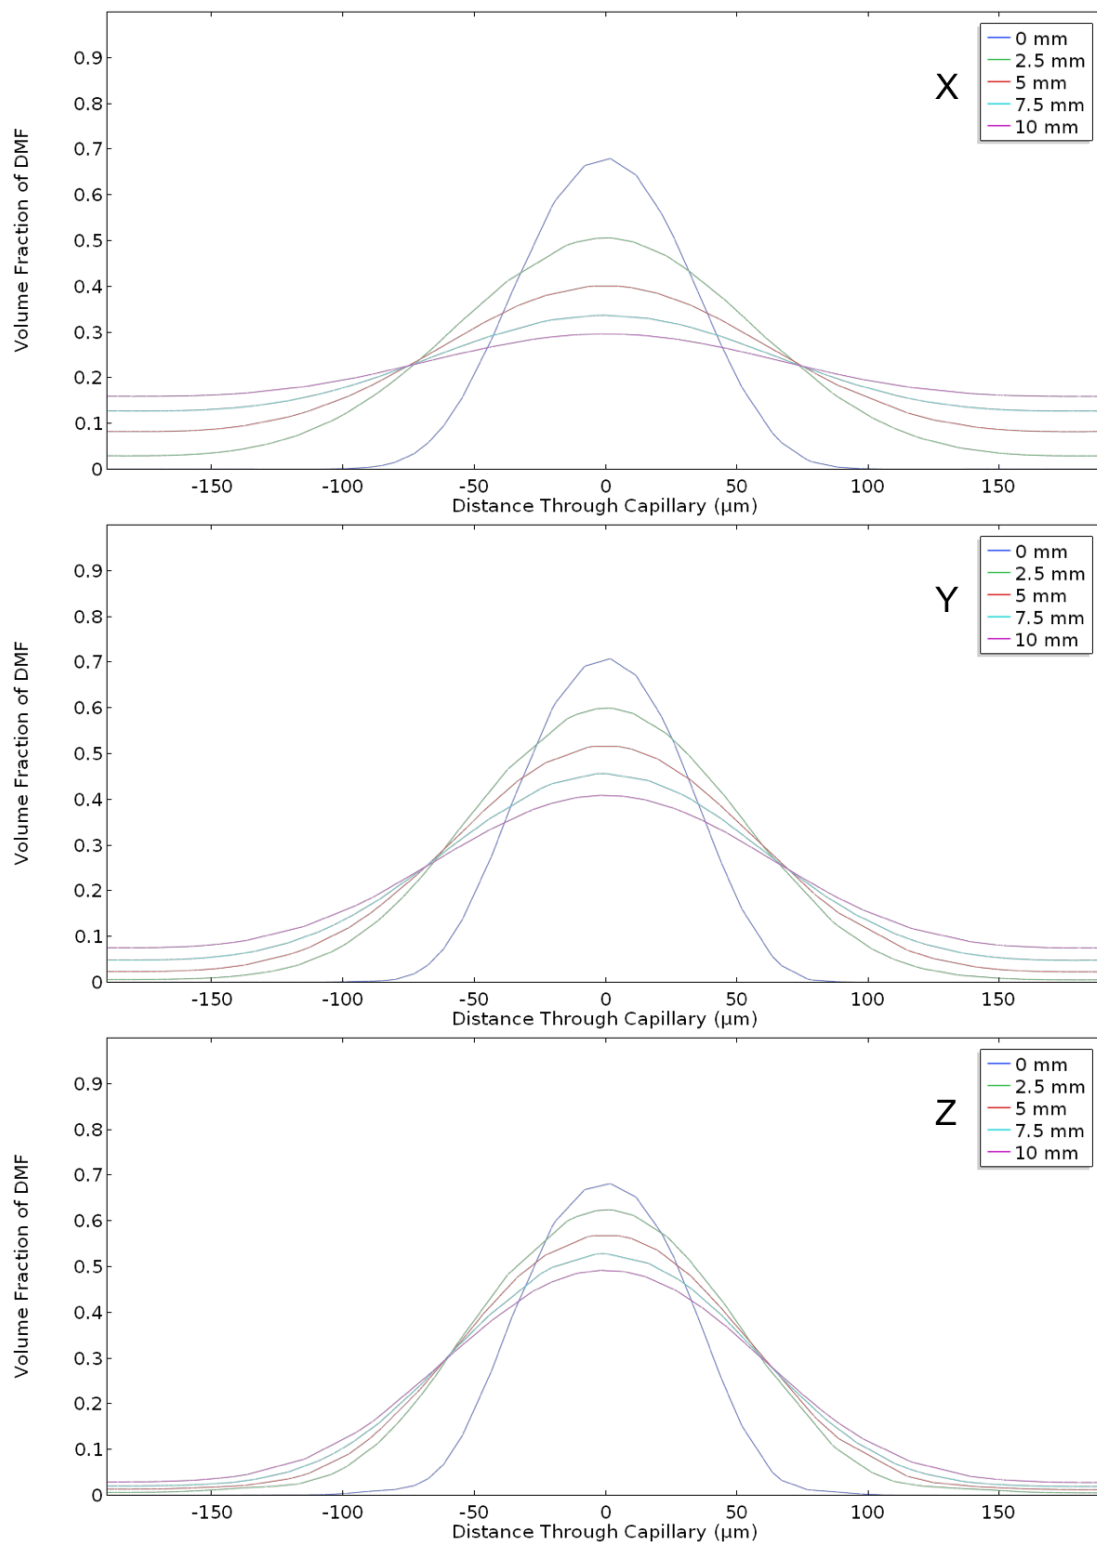 Volume Fraction of DMF
0.9
0.8
0.7
0.6
0.5
0.4
0.3
0.2
0.1
0
X
0 mm
2.5 mm
5 mm
7.5 mm
10 mm
-150 -100 -50 0 50 100 150
Distance Through Capillary (µm)
Volume Fraction of DMF
0.9
0.8
0.7
0.6
0.5
0.4
0.3
0.2
0.1
0
Y
0 mm
2.5 mm
5 mm
7.5 mm
10 mm
-150 -100 -50 0 50 100 150
Distance Through Capillary (µm)
Volume Fraction of DMF
0.9
0.8
0.7
0.6
0.5
0.4
0.3
0.2
0.1
0
Z
0 mm
2.5 mm
5 mm
7.5 mm
10 mm
-150 -100 -50 0 50 100 150
Distance Through Capillary (µm)